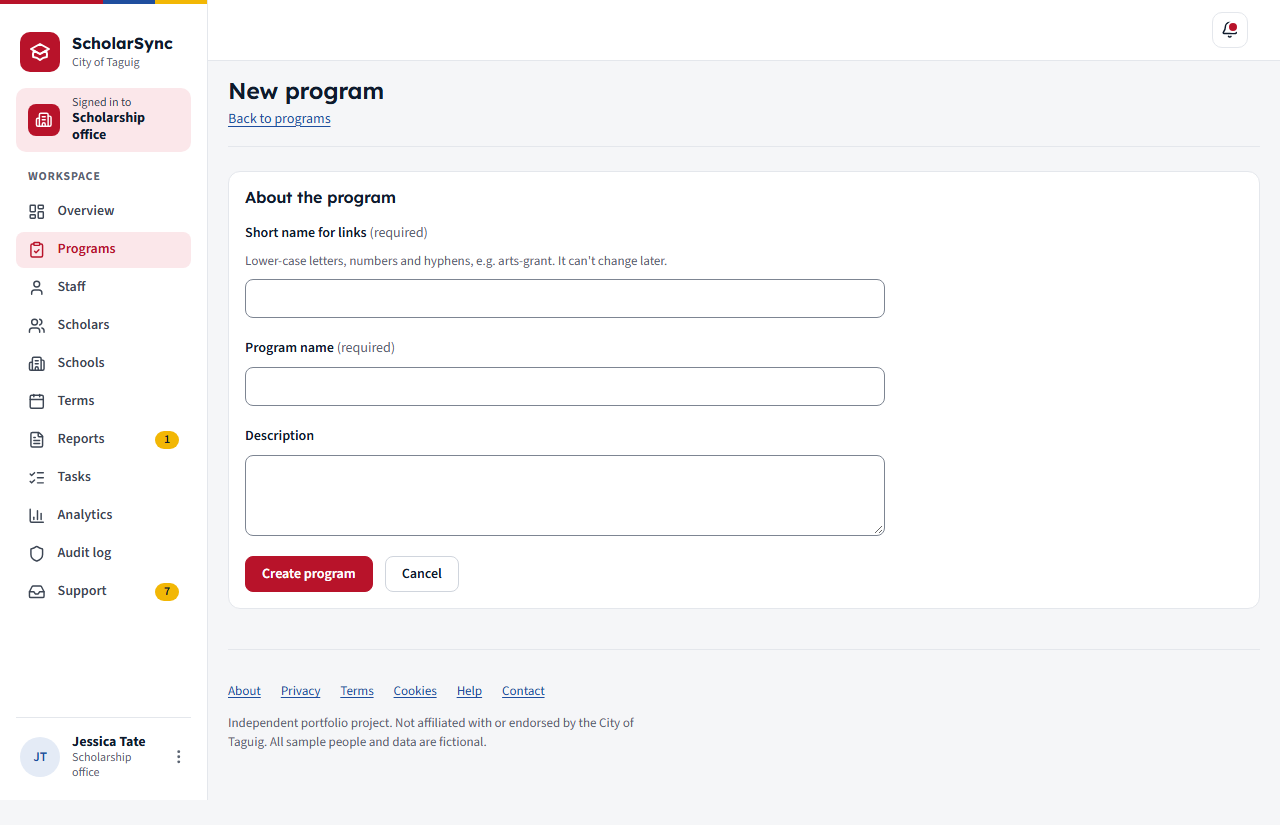 ScholarSync
City of Taguig
Signed in to
Scholarship
office
WORKSPACE
Overview
Programs
Staff
Scholars
Schools
Terms
Reports 1
Tasks
Analytics
Audit log
Support 7
JT
Jessica Tate
Scholarship
office
New program
Back to programs
About the program
Short name for links (required)
Lower-case letters, numbers and hyphens, e.g. arts-grant. It can't change later.
Program name (required)
Description
Create program Cancel
About Privacy Terms Cookies Help Contact
Independent portfolio project. Not affiliated with or endorsed by the City of
Taguig. All sample people and data are fictional.